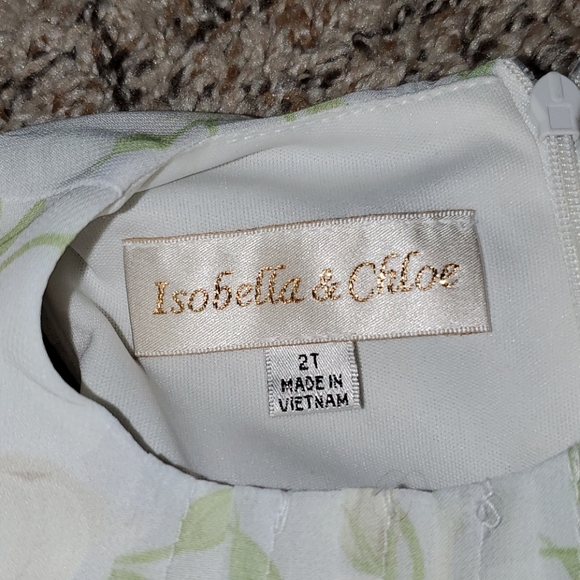 Isobella & Chloe
2T
MADE IN
VIETNAM